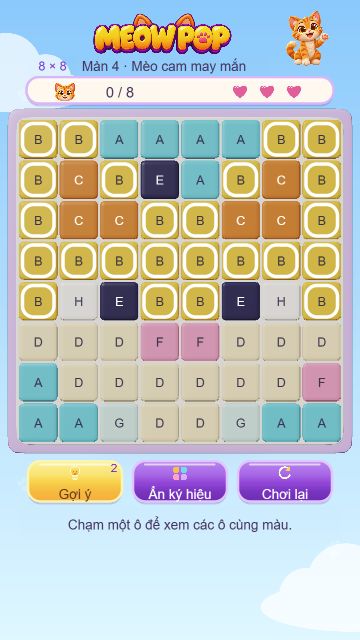 MEOW POP
8 × 8 Màn 4 · Mèo cam may mắn
0 / 8
B B A A A A B B
B C B E A B C B
B C C B B C C B
B B B B B B B B
B H E B B E H B
D D D F F D D D
A D D D D D D F
A A G D D G A A
2
Gợi ý Ẩn ký hiệu Chơi lại
Chạm một ô để xem các ô cùng màu.